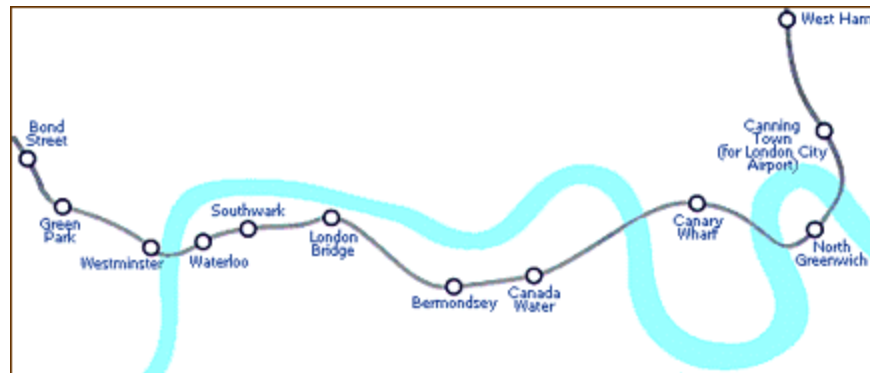 Bond
Street
Green
Park
Westminster
Waterloo
Southwark
London
Bridge
Bermondsey
Canada
Water
Canary
Wharf
North
Greenwich
Canning
Town
(for London City
Airport)
West Ham